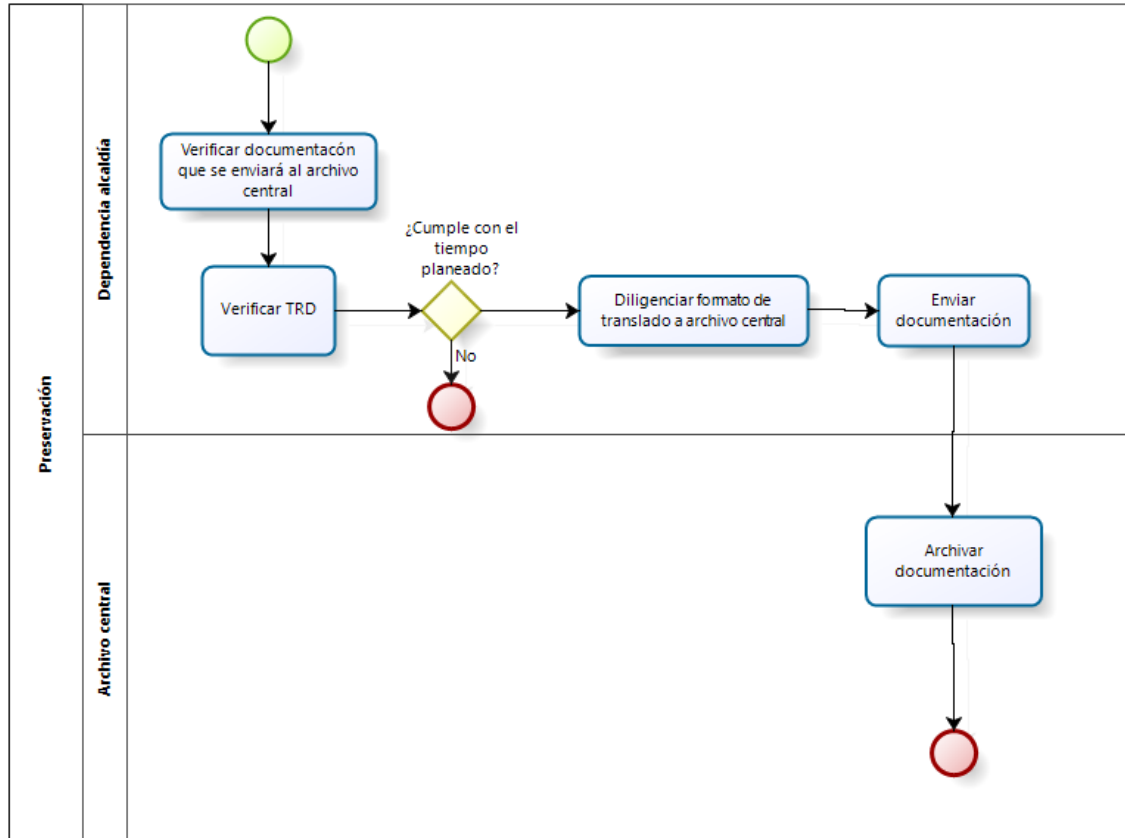 Preservación
Dependencia alcaldía
Verificar documentacón
que se enviará al archivo
central
Verificar TRD
¿Cumple con el
tiempo
planeado?
No
Diligenciar formato de
translado a archivo central
Enviar
documentación
Archivo central
Archivar
documentación